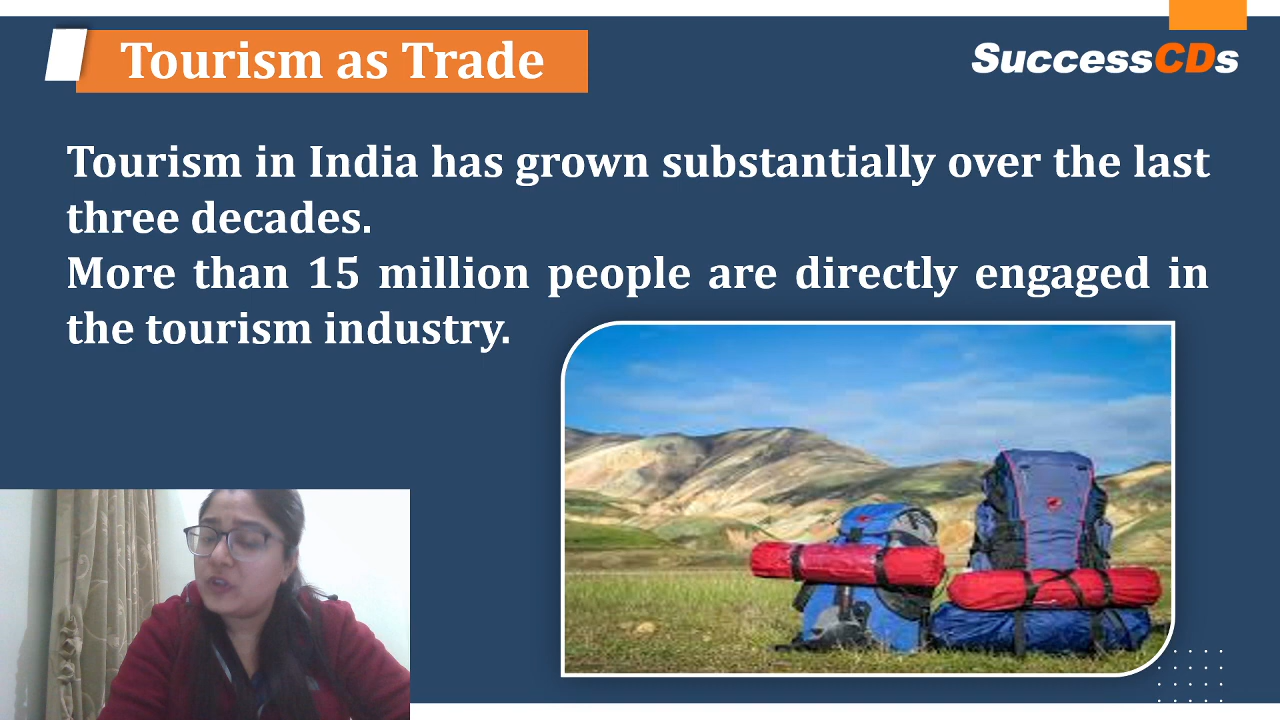 Tourism as Trade
SuccessCDs
Tourism in India has grown substantially over the last
three decades.
More than 15 million people are directly engaged in
the tourism industry.